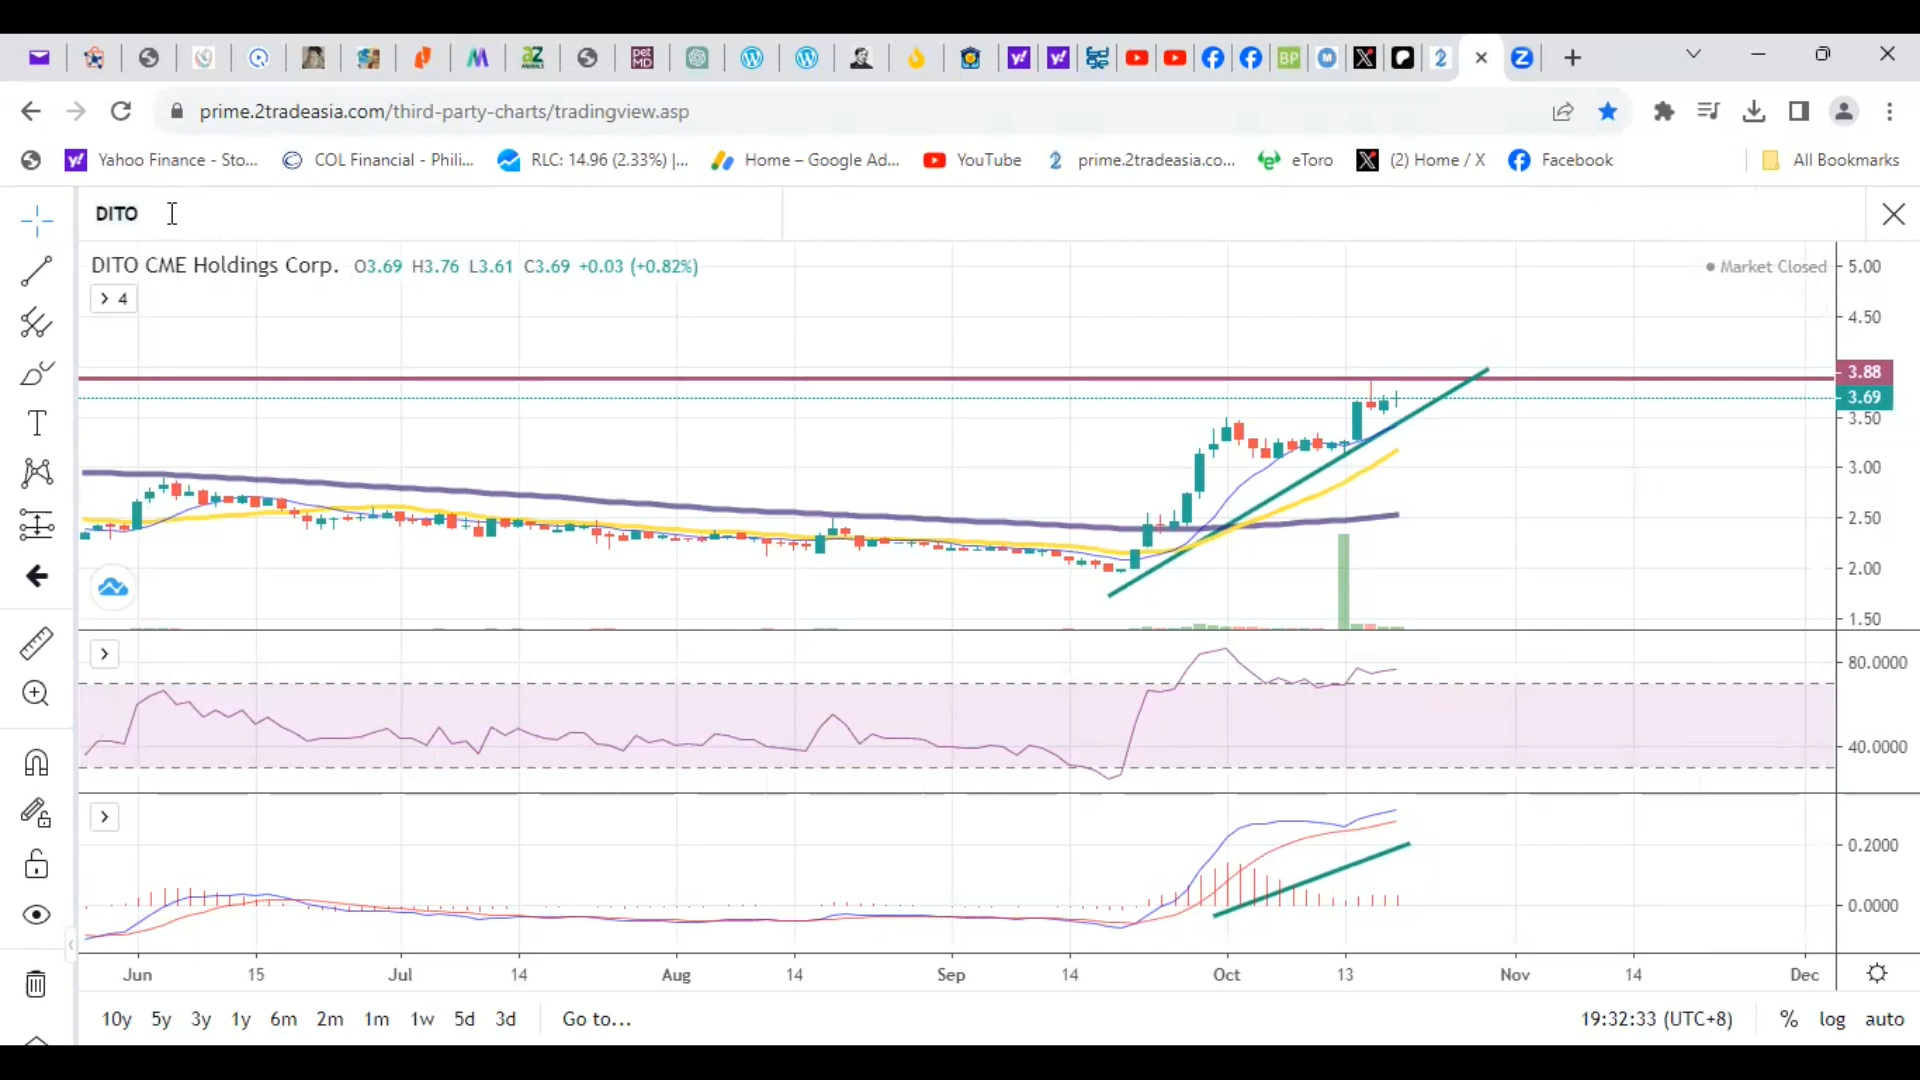 prime.2tradeasia.com/third-party-charts/tradingview.asp
Yahoo Finance - Sto... COL Financial - Phili... RLC: 14.96 (2.33%) |... Home – Google Ad... YouTube prime.2tradeasia.co... eToro (2) Home / X Facebook All Bookmarks
DITO
DITO CME Holdings Corp. O3.69 H3.76 L3.61 C3.69 +0.03 (+0.82%) Market Closed
4
5.00
4.50
3.88
3.69
3.50
3.00
2.50
2.00
1.50
80.0000
40.0000
0.2000
0.0000
Jun 15 Jul 14 Aug 14 Sep 14 Oct 13 Nov 14 Dec
10y 5y 3y 1y 6m 2m 1m 1w 5d 3d Go to... 19:32:33 (UTC+8) % log auto